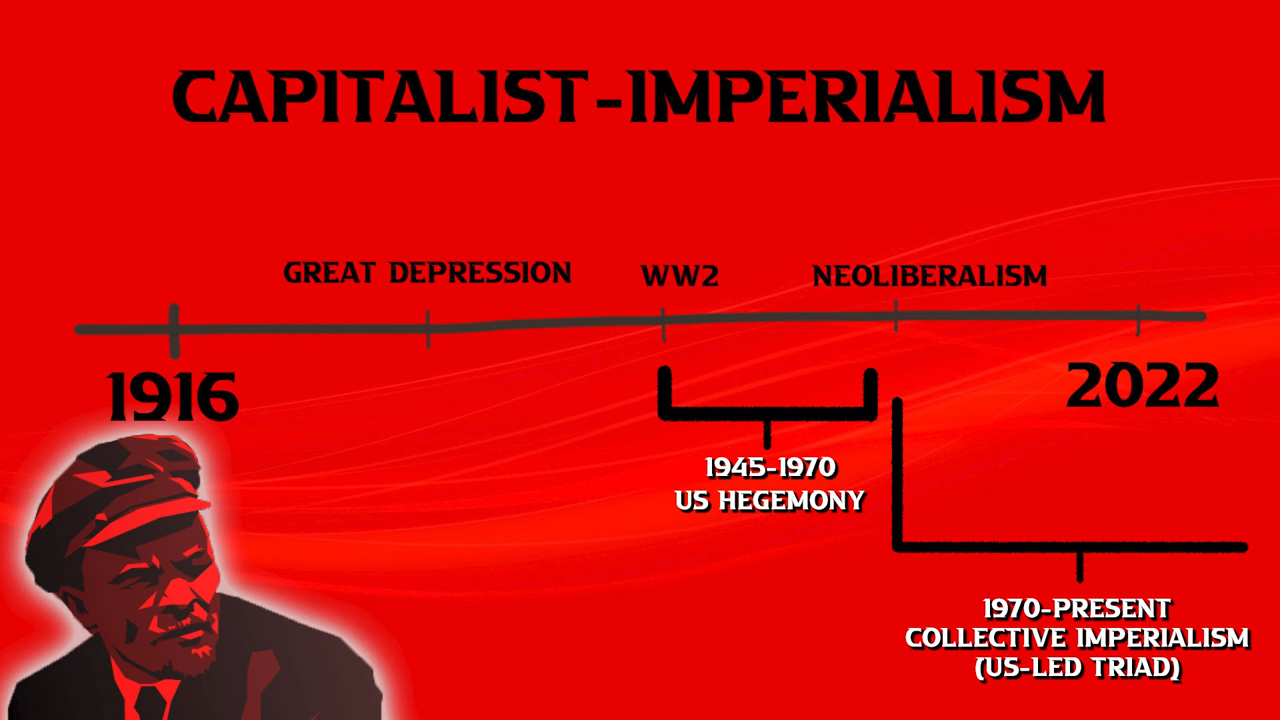 CAPITALIST-IMPERIALISM
GREAT DEPRESSION
WW2
NEOLIBERALISM
1916
2022
1945-1970
US HEGEMONY
1970-PRESENT
COLLECTIVE IMPERIALISM
(US-LED TRIAD)